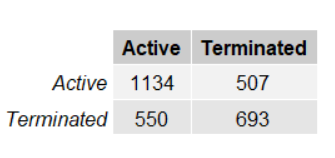 Active Terminated
Active 1134 507
Terminated 550 693